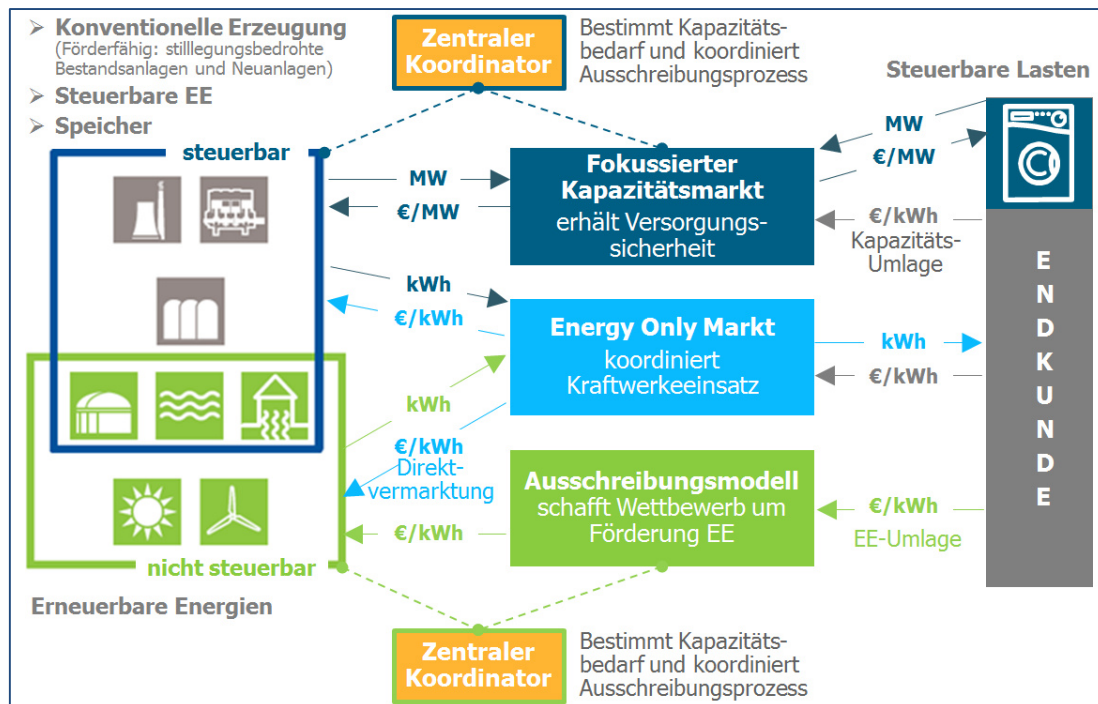 ➢ Konventionelle Erzeugung
(Förderfähig: stilllegungsbedrohte
Bestandsanlagen und Neuanlagen)
➢ Steuerbare EE
➢ Speicher
Zentraler
Koordinator
Bestimmt Kapazitäts-
bedarf und koordiniert
Ausschreibungsprozess
Steuerbare Lasten
steuerbar
MW
€/MW
Fokussierter
Kapazitätsmarkt
erhält Versorgungs-
sicherheit
MW
€/MW
€/kWh
Kapazitäts-
Umlage
kWh
€/kWh
Energy Only Markt
koordiniert
Kraftwerkeeinsatz
kWh
€/kWh
kWh
€/kWh
Direkt-
vermarktung
€/kWh
Ausschreibungsmodell
schafft Wettbewerb um
Förderung EE
€/kWh
EE-Umlage
E
N
D
K
U
N
D
E
nicht steuerbar
Erneuerbare Energien
Zentraler
Koordinator
Bestimmt Kapazitäts-
bedarf und koordiniert
Ausschreibungsprozess